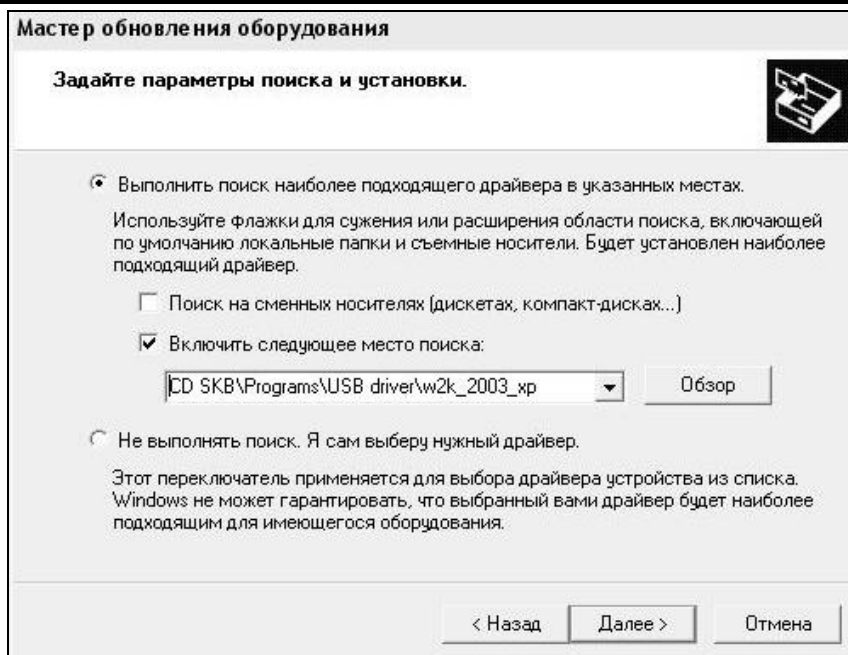 Мастер обновления оборудования
Задайте параметры поиска и установки.
Выполнить поиск наиболее подходящего драйвера в указанных местах.
Используйте флажки для сужения или расширения области поиска, включающей
по умолчанию локальные папки и съемные носители. Будет установлен наиболее
подходящий драйвер.
Поиск на сменных носителях (дискетах, компакт-дисках...)
Включить следующее место поиска:
CD SKB\Programs\USB driver\w2k_2003_xp
Обзор
Не выполнять поиск. Я сам выберу нужный драйвер.
Этот переключатель применяется для выбора драйвера устройства из списка.
Windows не может гарантировать, что выбранный вами драйвер будет наиболее
подходящим для имеющегося оборудования.
< Назад
Далее >
Отмена